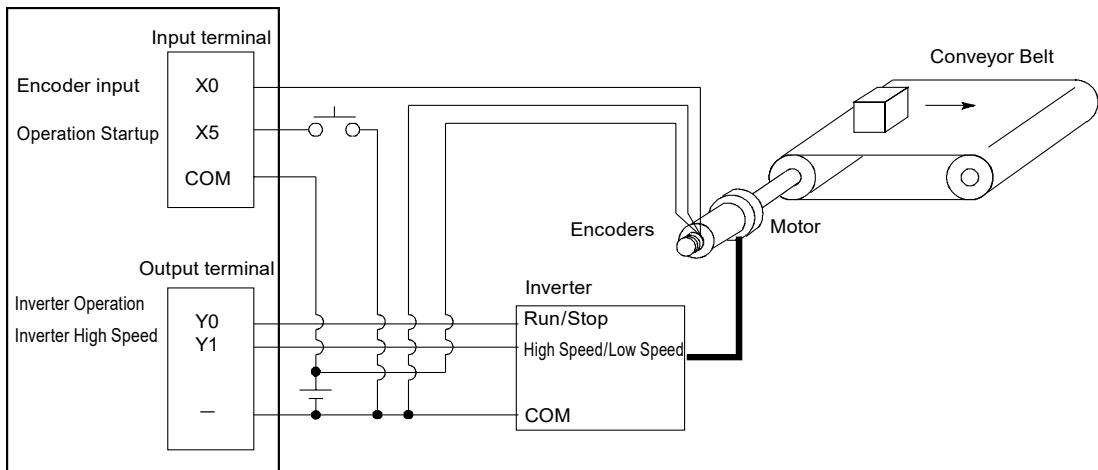 Input terminal
Encoder input X0
Operation Startup X5
COM
Output terminal
Inverter Operation Y0
Inverter High Speed Y1
—
Conveyor Belt
Encoders
Motor
Inverter
Run/Stop
High Speed/Low Speed
COM